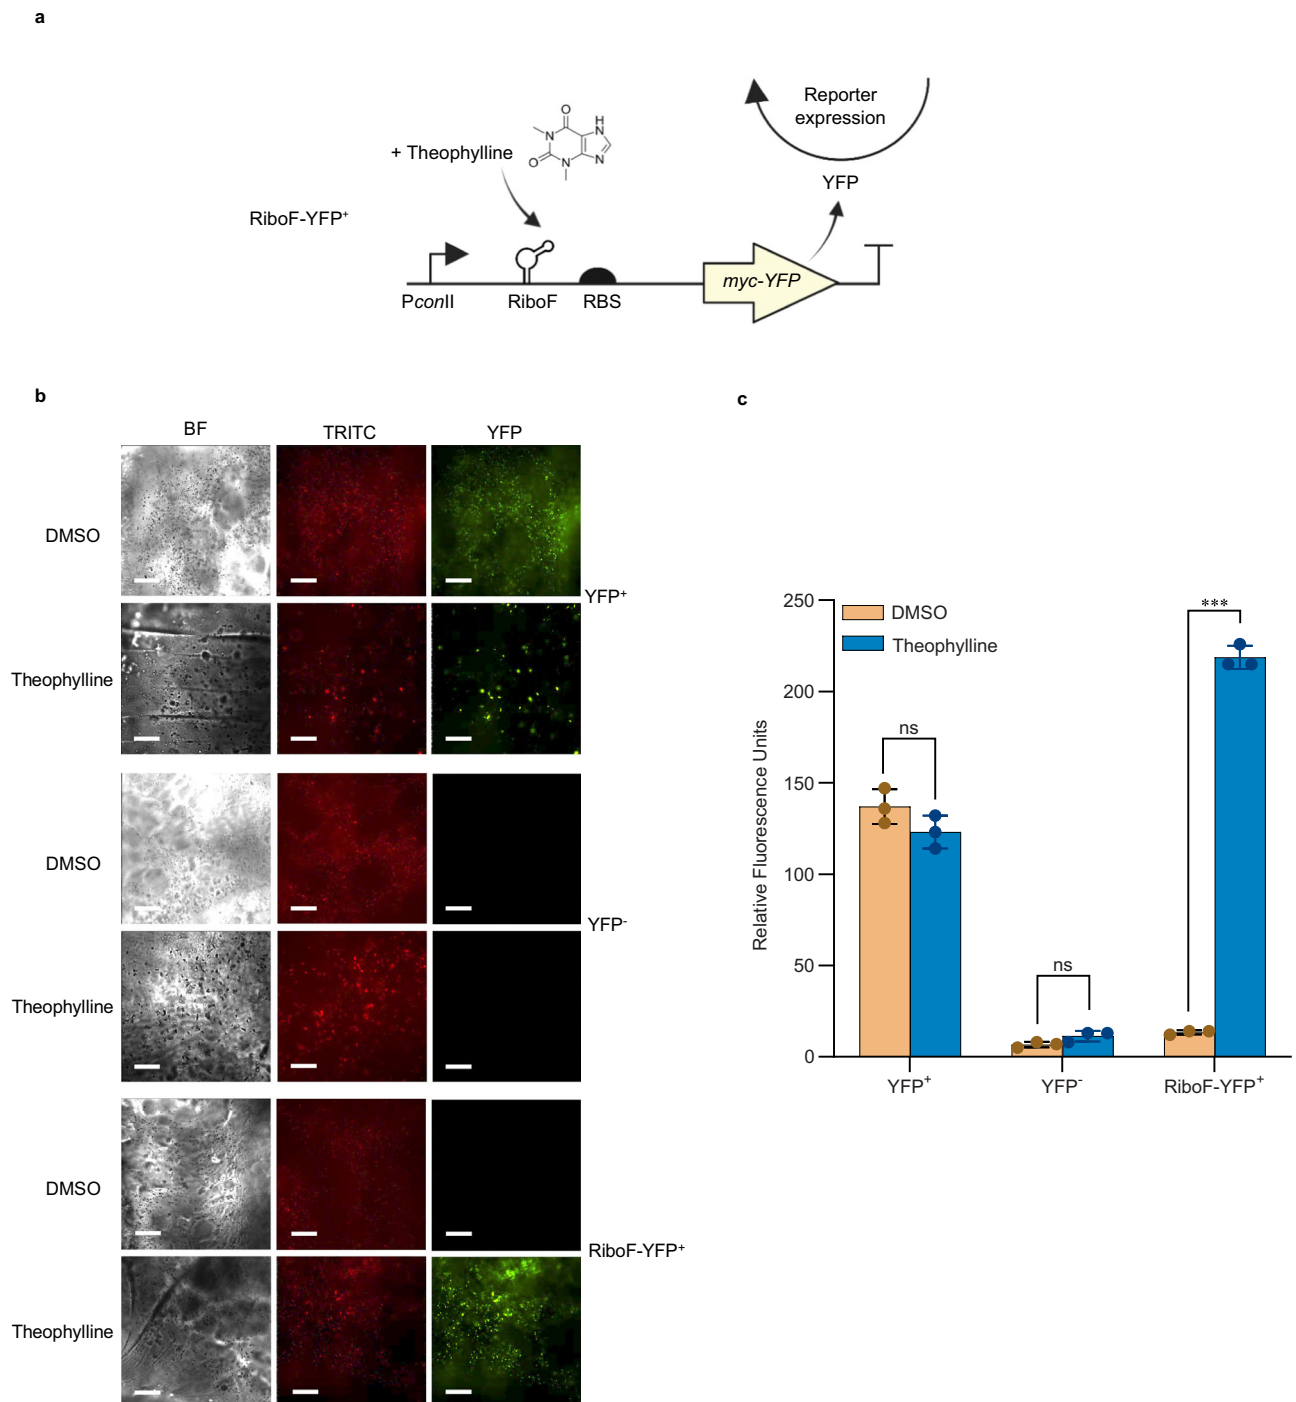 a
Reporter
expression
+ Theophylline
O
H
N
N
O
N
N
YFP
RiboF-YFP⁺
myc-YFP
PconII
RiboF
RBS
b
BF
TRITC
YFP
DMSO
YFP⁺
Theophylline
DMSO
YFP⁻
Theophylline
DMSO
RiboF-YFP⁺
Theophylline
c
250
200
150
100
50
0
Relative Fluorescence Units
DMSO
Theophylline
ns
ns
***
YFP⁺
YFP⁻
RiboF-YFP⁺